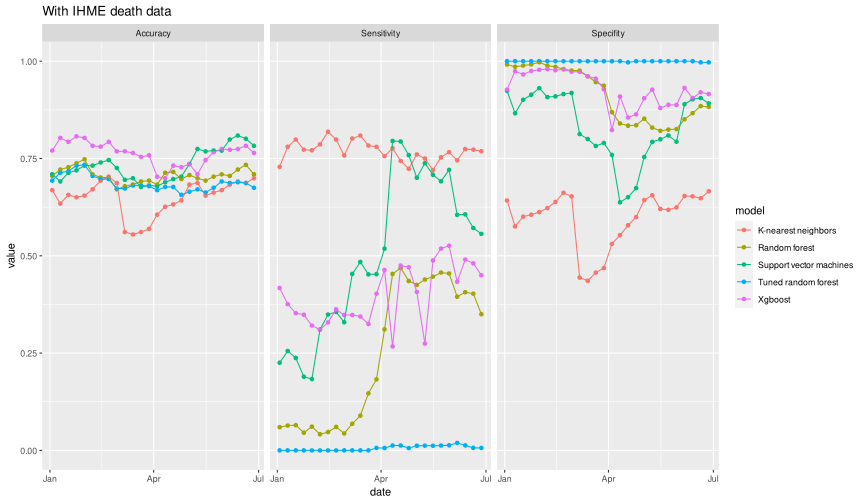 With IHME death data
Accuracy
Sensitivity
Specifity
value
1.00
0.75
0.50
0.25
0.00
Jan
Apr
Jul
Jan
Apr
Jul
Jan
Apr
Jul
date
model
K-nearest neighbors
Random forest
Support vector machines
Tuned random forest
Xgboost